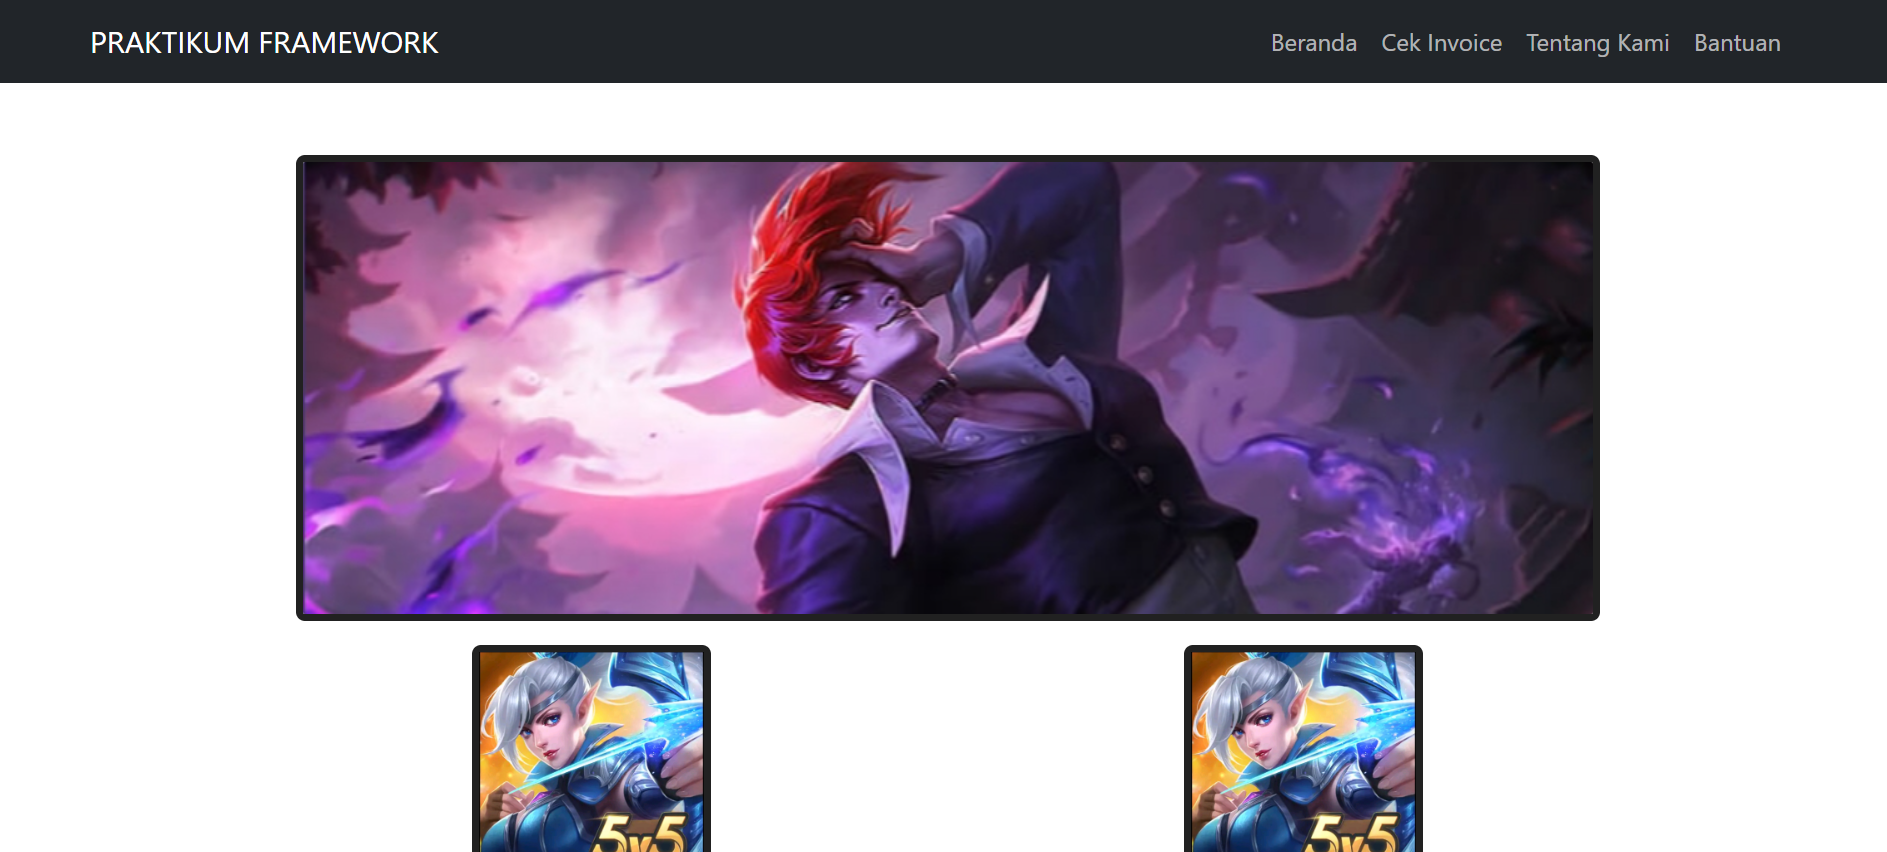 PRAKTIKUM FRAMEWORK
Beranda Cek Invoice Tentang Kami Bantuan
5v5 5v5